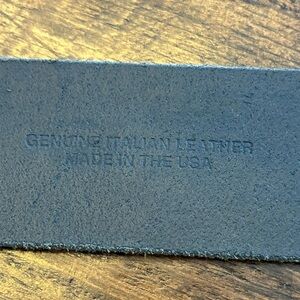 GENUINE ITALIAN LEATHER
MADE IN THE USA